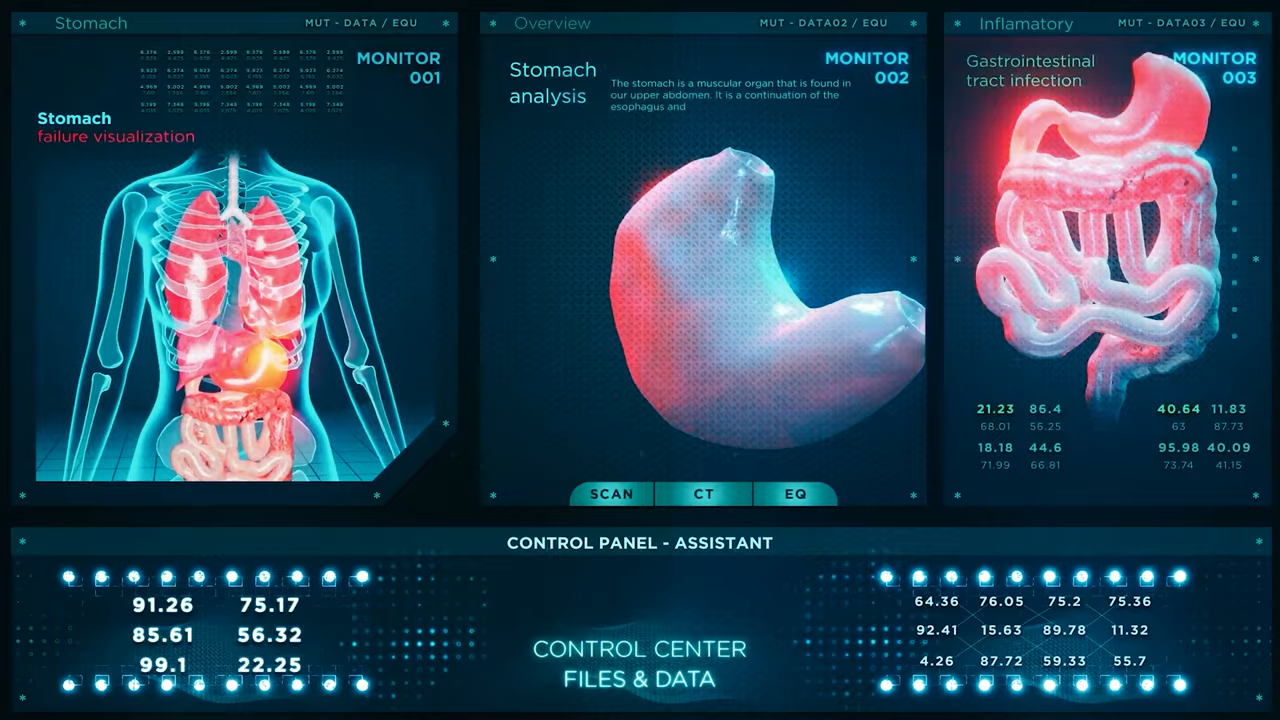 Stomach
MUT - DATA / EQU
MONITOR
001
Stomach
failure visualization
Overview
MUT - DATA02 / EQU
MONITOR
002
Stomach
analysis
The stomach is a muscular organ that is found in
our upper abdomen. It is a continuation of the
esophagus and
SCAN CT EQ
Inflamatory
MUT - DATA03 / EQU
MONITOR
003
Gastrointestinal
tract infection
21.23 86.4 40.64 11.83
68.01 56.25 63 87.73
18.18 44.6 95.98 40.09
71.99 66.81 73.74 41.15
CONTROL PANEL - ASSISTANT
91.26 75.17
85.61 56.32
99.1 22.25
CONTROL CENTER
FILES & DATA
64.36 76.05 75.2 75.36
92.41 15.63 89.78 11.32
4.26 87.72 59.33 55.7